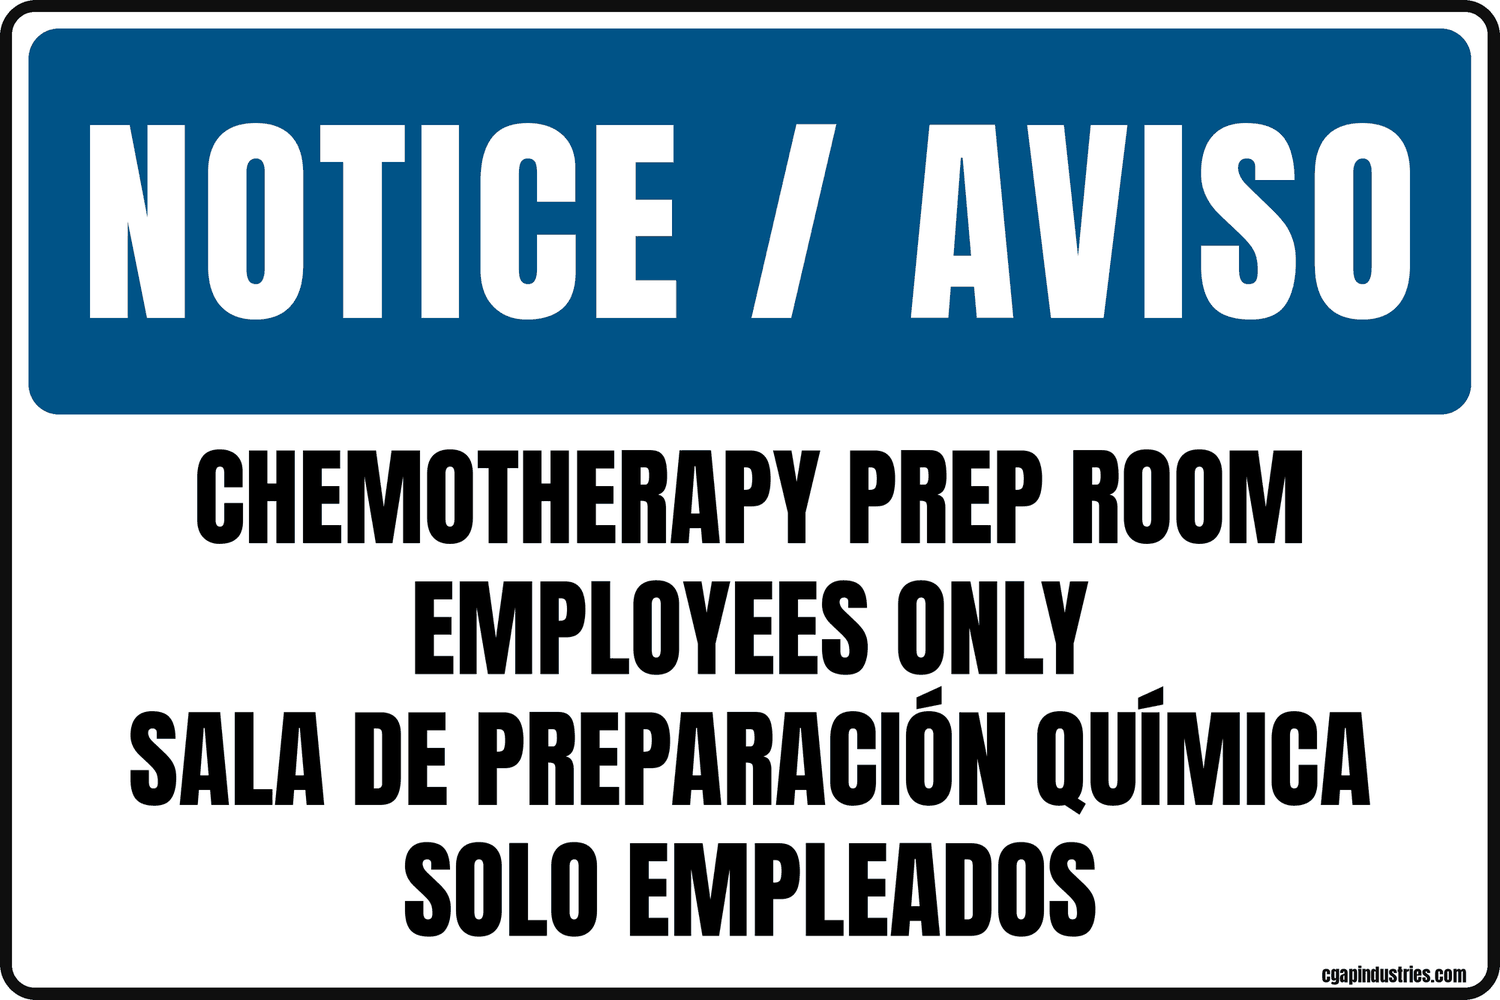 NOTICE / AVISO
CHEMOTHERAPY PREP ROOM
EMPLOYEES ONLY
SALA DE PREPARACIÓN QUÍMICA
SOLO EMPLEADOS
cgapindustries.com